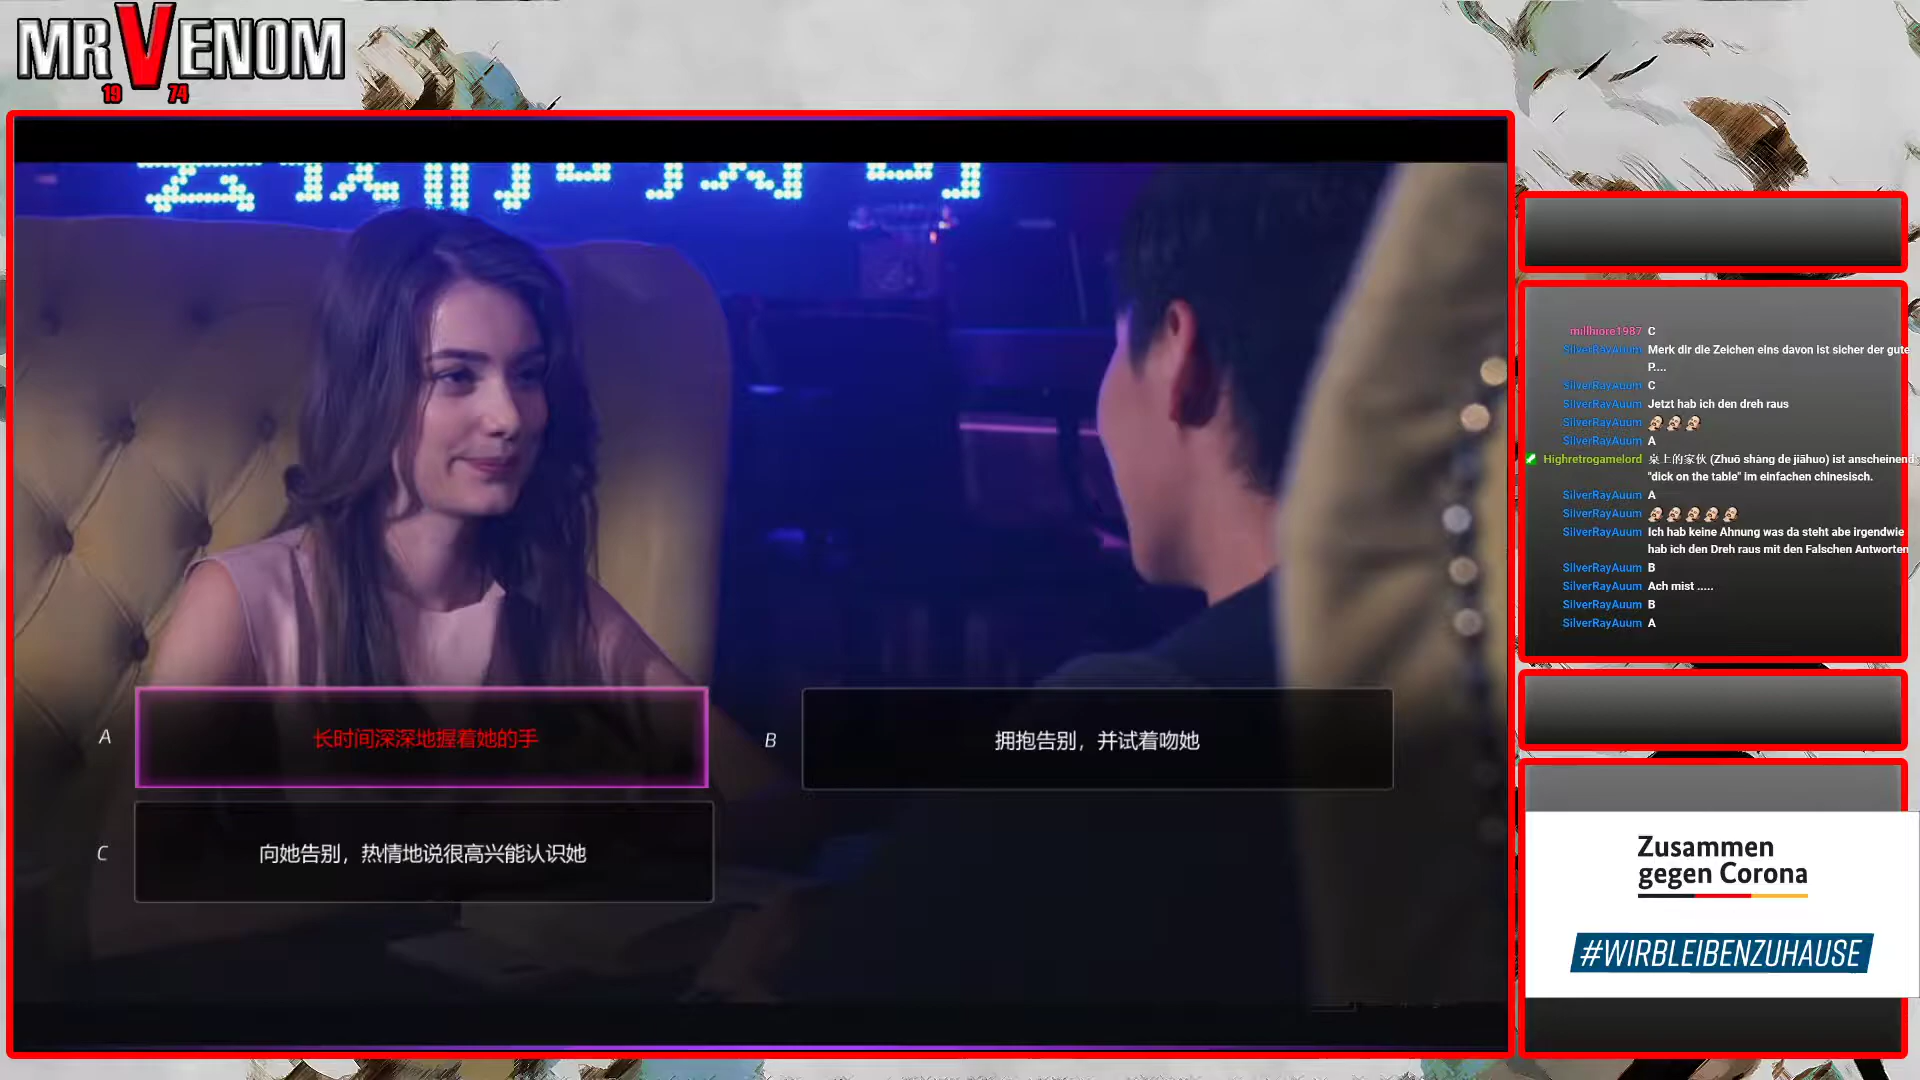 MRVENOM
19 74
A
长时间深深地握着她的手
B
拥抱告别，并试着吻她
C
向她告别，热情地说很高兴能认识她
millhiore1987 C
SilverRayAuum Merk dir die Zeichen eins davon ist sicher der gute
P....
SilverRayAuum C
SilverRayAuum Jetzt hab ich den dreh raus
SilverRayAuum
SilverRayAuum A
Highretrogamelord 桌上的家伙 (Zhuō shàng de jiāhuo) ist anscheinend
"dick on the table" im einfachen chinesisch.
SilverRayAuum A
SilverRayAuum
SilverRayAuum Ich hab keine Ahnung was da steht abe irgendwie
hab ich den Dreh raus mit den Falschen Antworten
SilverRayAuum B
SilverRayAuum Ach mist .....
SilverRayAuum B
SilverRayAuum A
Zusammen
gegen Corona
#WIRBLEIBENZUHAUSE